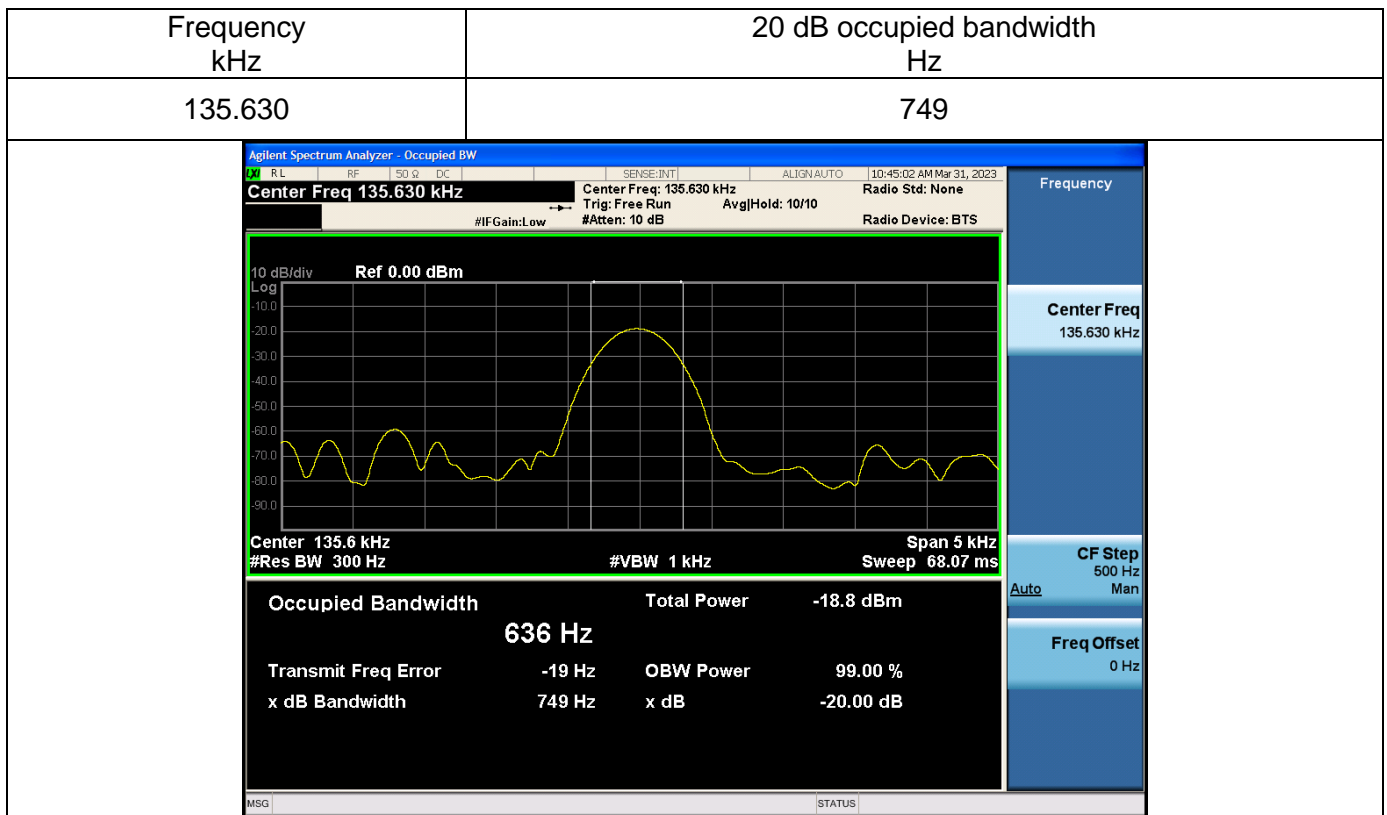 Frequency
kHz
20 dB occupied bandwidth
Hz
135.630
749
Agilent Spectrum Analyzer - Occupied BW
LXI RL RF 50 Ω DC SENSE:INT ALIGN AUTO 10:45:02 AM Mar 31, 2023
Center Freq 135.630 kHz
Center Freq: 135.630 kHz
Radio Std: None
Trig: Free Run Avg|Hold: 10/10
#IFGain:Low #Atten: 10 dB Radio Device: BTS
10 dB/div Ref 0.00 dBm
Log
-10.0
-20.0
-30.0
-40.0
-50.0
-60.0
-70.0
-80.0
-90.0
Center 135.6 kHz Span 5 kHz
#Res BW 300 Hz #VBW 1 kHz Sweep 68.07 ms
Occupied Bandwidth Total Power -18.8 dBm
636 Hz
Transmit Freq Error -19 Hz OBW Power 99.00 %
x dB Bandwidth 749 Hz x dB -20.00 dB
MSG STATUS
Frequency
Center Freq
135.630 kHz
CF Step
500 Hz
Auto Man
Freq Offset
0 Hz